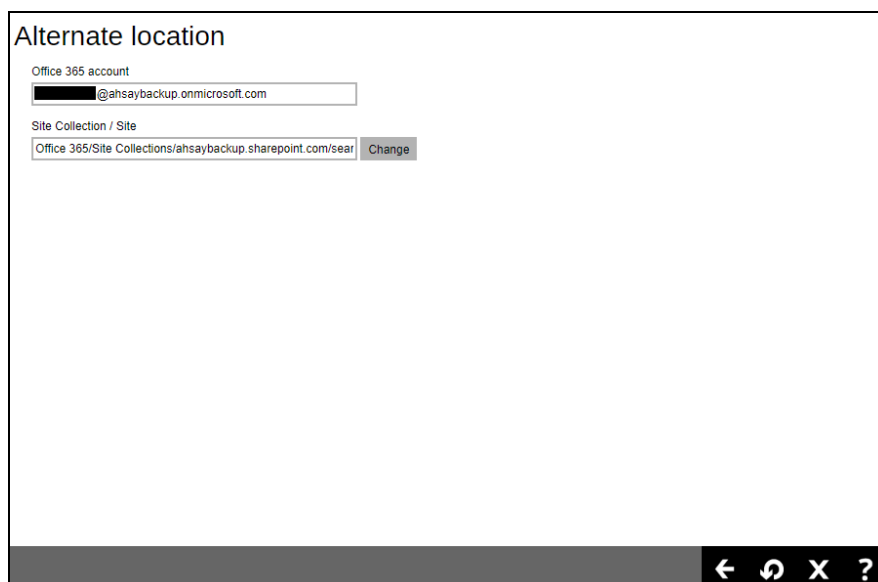 Alternate location
Office 365 account
@ahsaybackup.onmicrosoft.com
Site Collection / Site
Office 365/Site Collections/ahsaybackup.sharepoint.com/sear Change
X ?